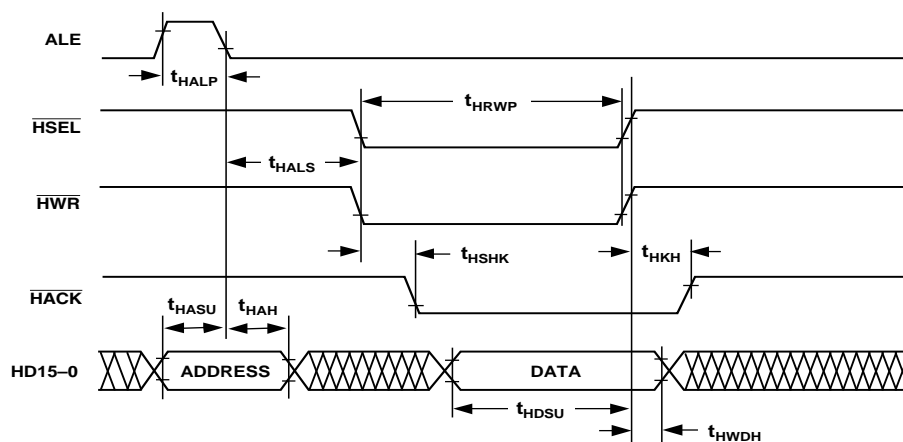 ALE
tHALP
tHRWP
HSEL
tHALS
HWR
tHSHK
tHKH
HACK
tHASU
tHAH
HD15–0
ADDRESS
DATA
tHDSU
tHWDH